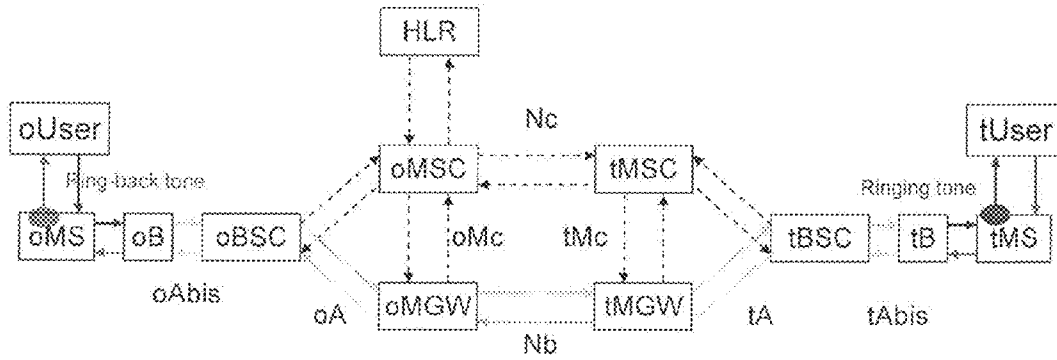 HLR
oUser
Nc
tUser
oMSC
tMSC
Ring-back tone
Ringing tone
oMS
oB
oBSC
oMc
tMc
tBSC
tB
tMS
oAbis
oA
oMGW
tMGW
tA
tAbis
Nb